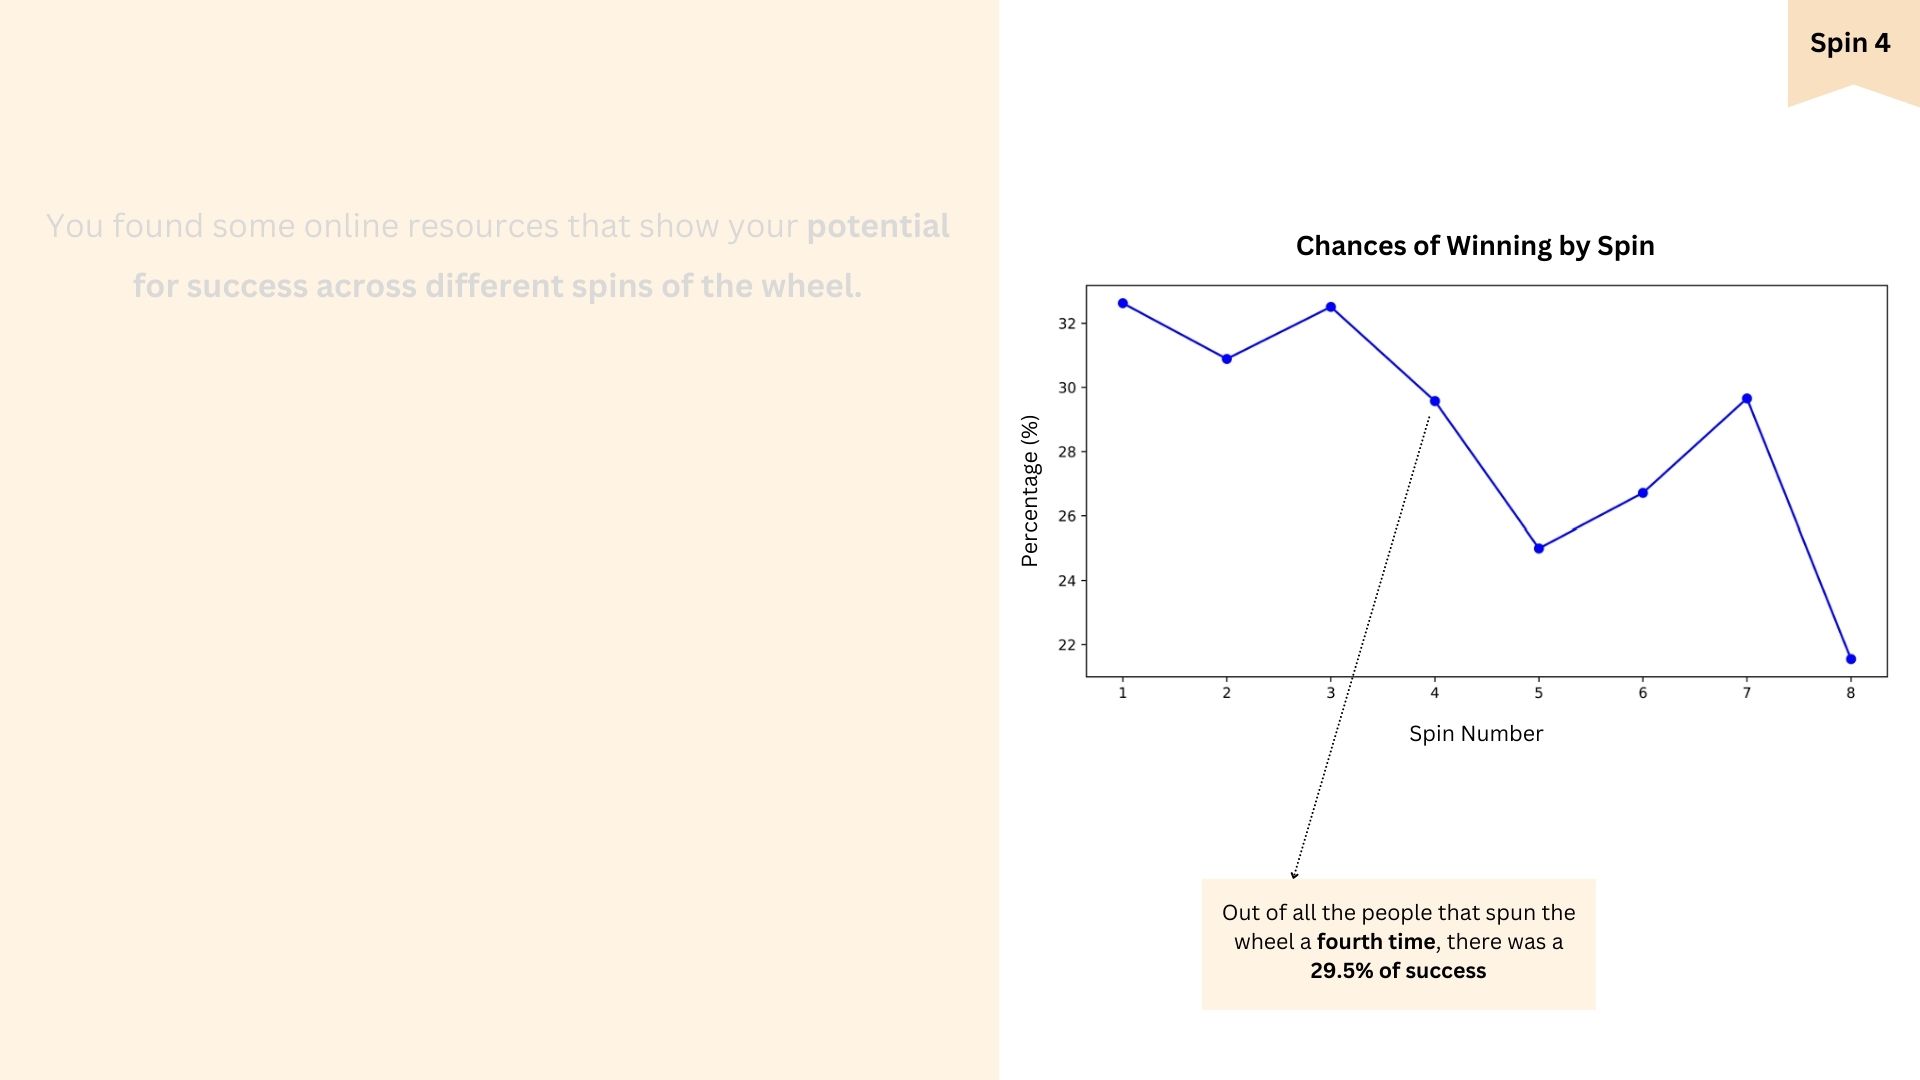 Spin 4
You found some online resources that show your potential
for success across different spins of the wheel.
Chances of Winning by Spin
Percentage (%)
32
30
28
26
24
22
1 2 3 4 5 6 7 8
Spin Number
Out of all the people that spun the
wheel a fourth time, there was a
29.5% of success